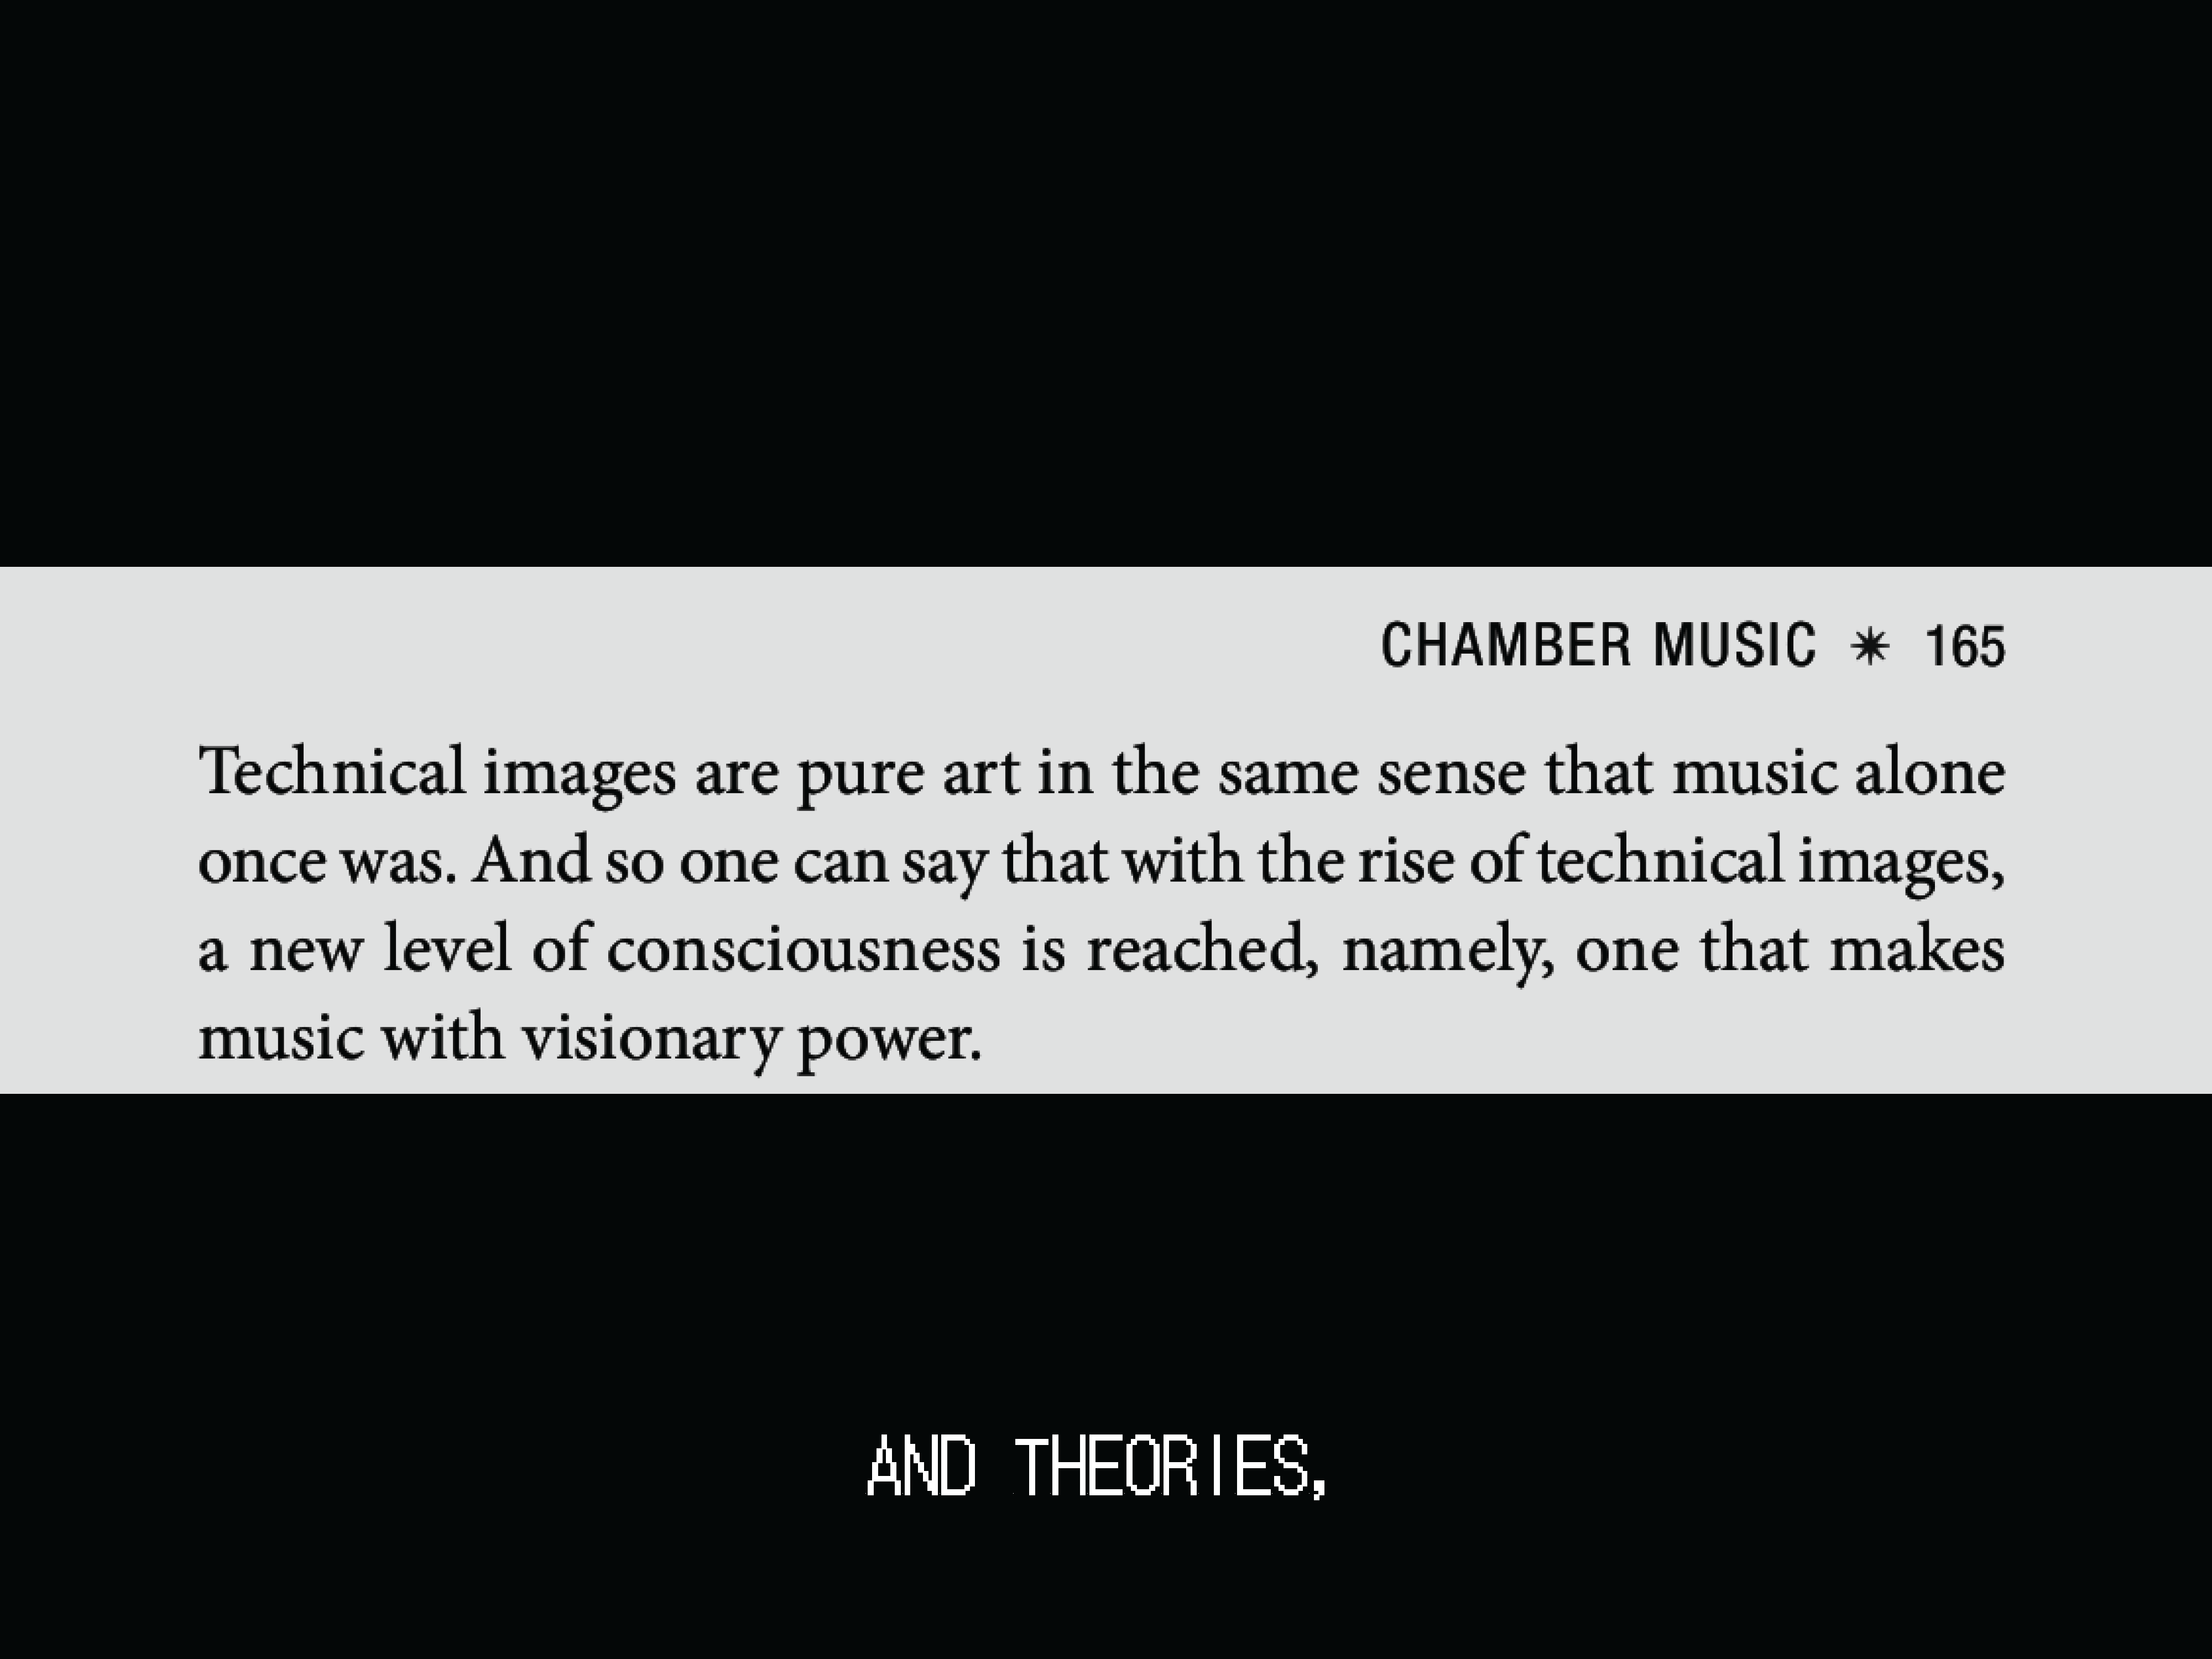 CHAMBER MUSIC ✷ 165
Technical images are pure art in the same sense that music alone
once was. And so one can say that with the rise of technical images,
a new level of consciousness is reached, namely, one that makes
music with visionary power.
AND THEORIES,